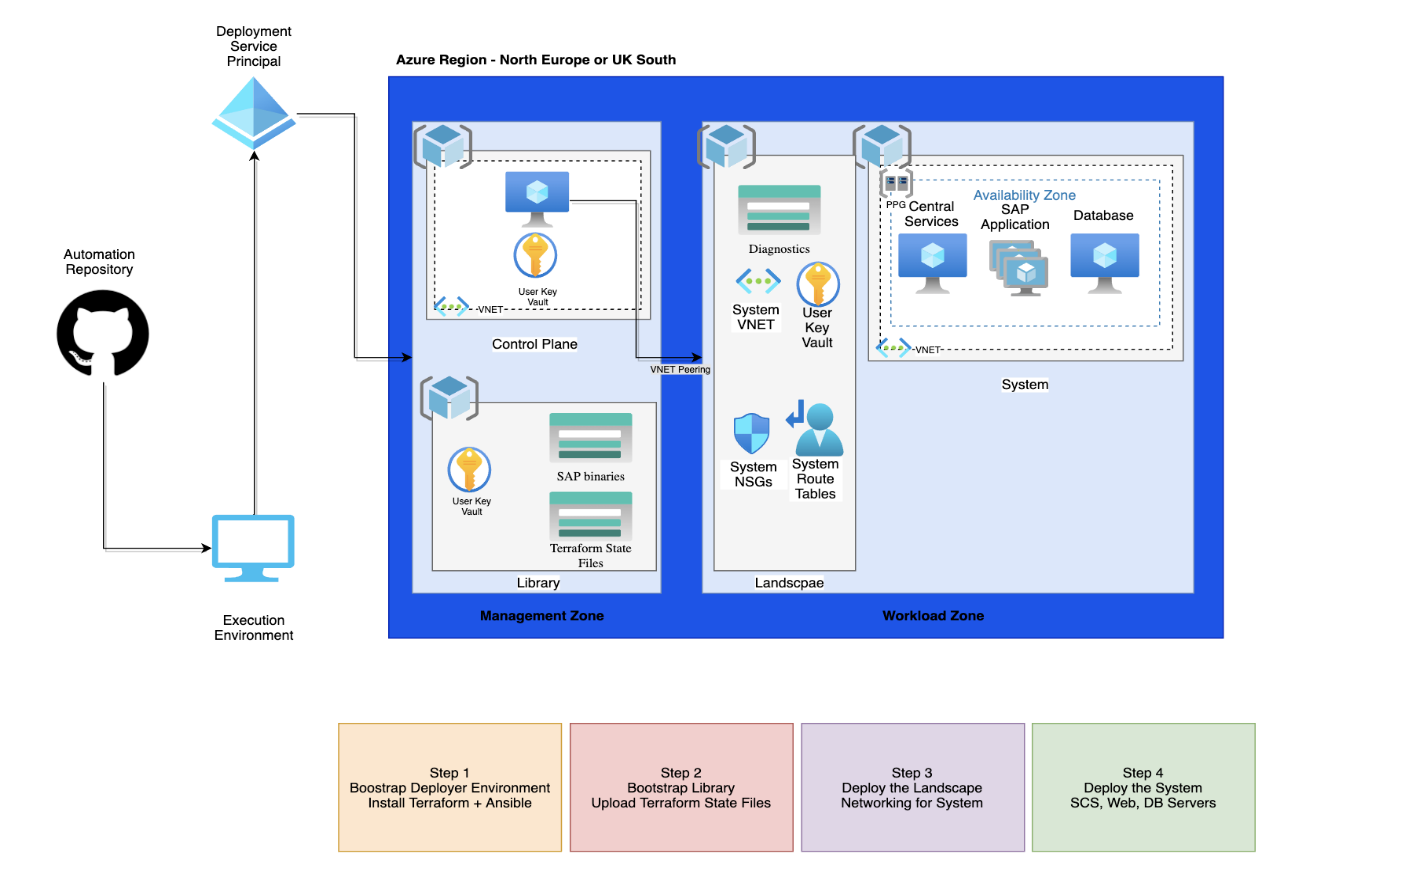 Deployment
Service
Principal
Azure Region - North Europe or UK South
Automation
Repository
Execution
Environment
User Key
Vault
VNET
Control Plane
VNET Peering
User Key
Vault
SAP binaries
Terraform State
Files
Library
Management Zone
Diagnostics
System
VNET
User
Key
Vault
System
NSGs
System
Route
Tables
Landscpae
PPG
Availability Zone
Central
Services
SAP
Application
Database
VNET
System
Workload Zone
Step 1
Boostrap Deployer Environment
Install Terraform + Ansible
Step 2
Bootstrap Library
Upload Terraform State Files
Step 3
Deploy the Landscape
Networking for System
Step 4
Deploy the System
SCS, Web, DB Servers